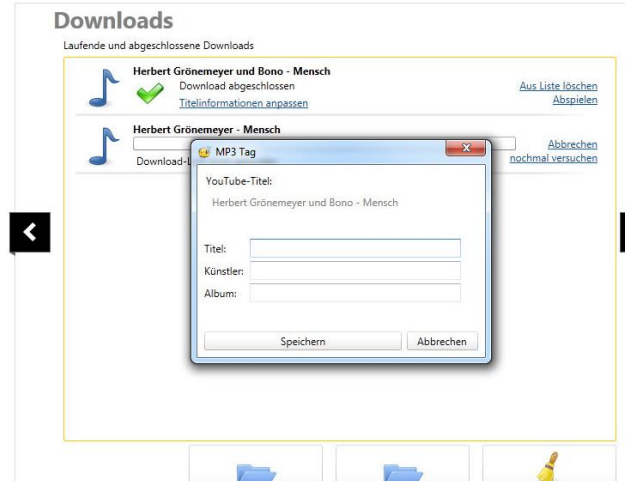 Downloads
Laufende und abgeschlossene Downloads
Herbert Grönemeyer und Bono - Mensch
Download abgeschlossen
Titelinformationen anpassen
Aus Liste löschen
Abspielen
Herbert Grönemeyer - Mensch
Download-L
Abbrechen
nochmal versuchen
MP3 Tag
YouTube-Titel:
Herbert Grönemeyer und Bono - Mensch
Titel:
Künstler:
Album:
Speichern
Abbrechen